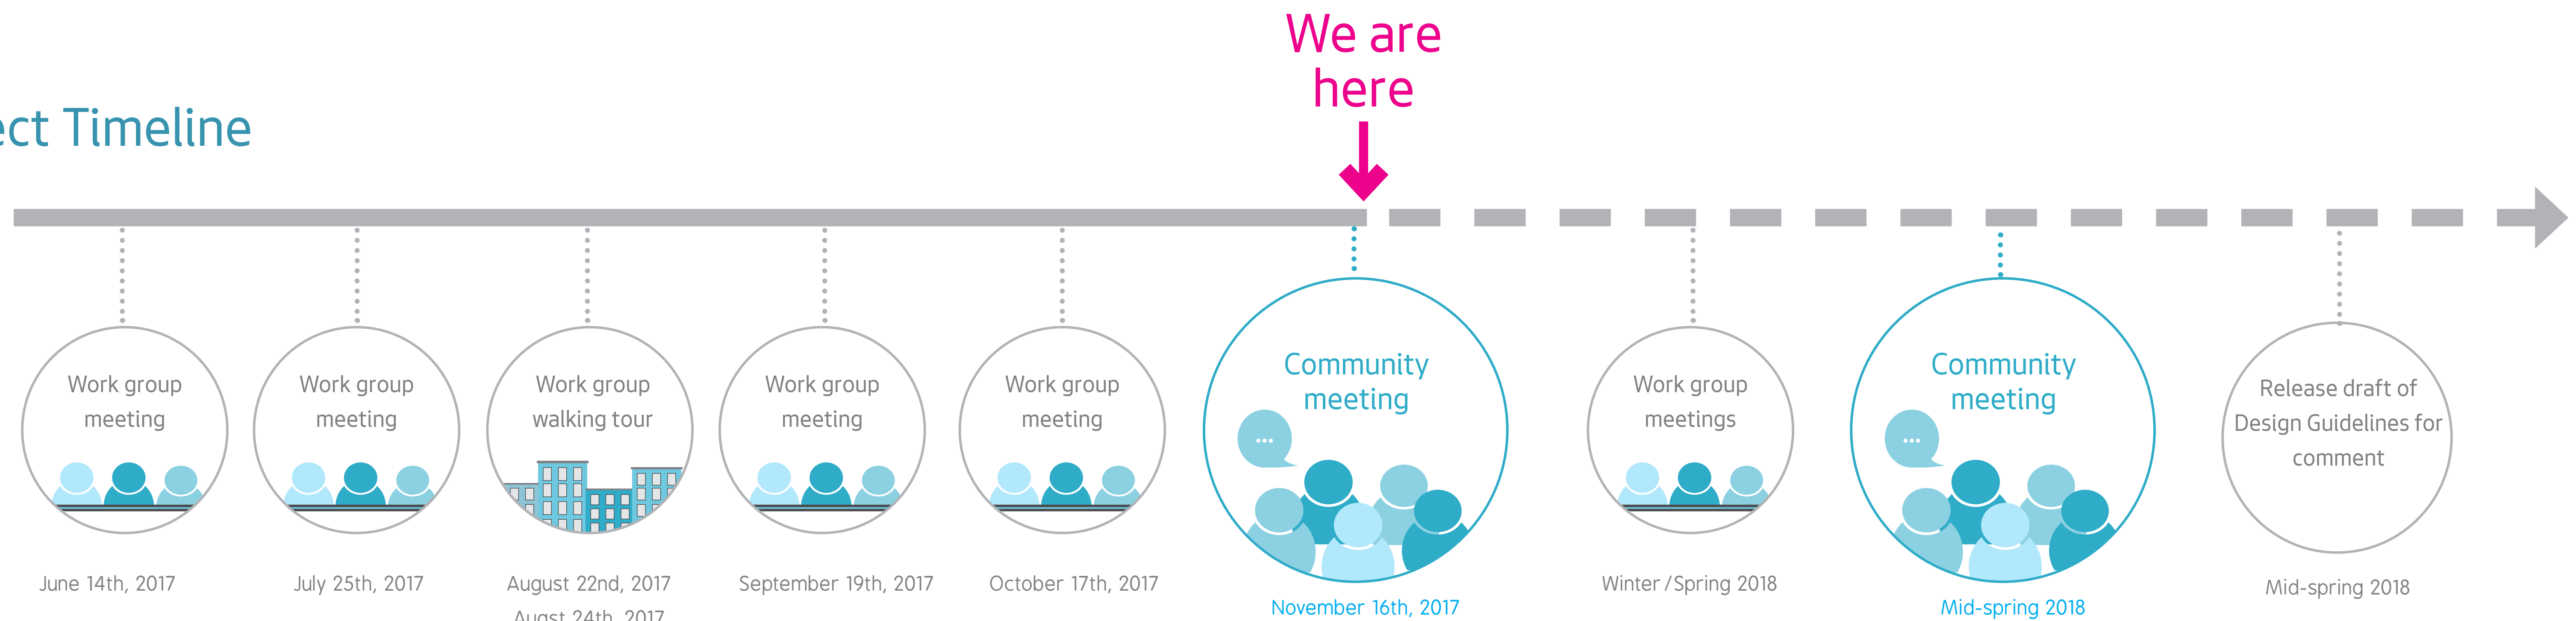 We are
here
ect Timeline
Work group
meeting
Work group
meeting
Work group
walking tour
Work group
meeting
Work group
meeting
Community
meeting
...
Work group
meetings
Community
meeting
...
Release draft of
Design Guidelines for
comment
June 14th, 2017
July 25th, 2017
August 22nd, 2017
Augst 24th, 2017
September 19th, 2017
October 17th, 2017
November 16th, 2017
Winter/Spring 2018
Mid-spring 2018
Mid-spring 2018